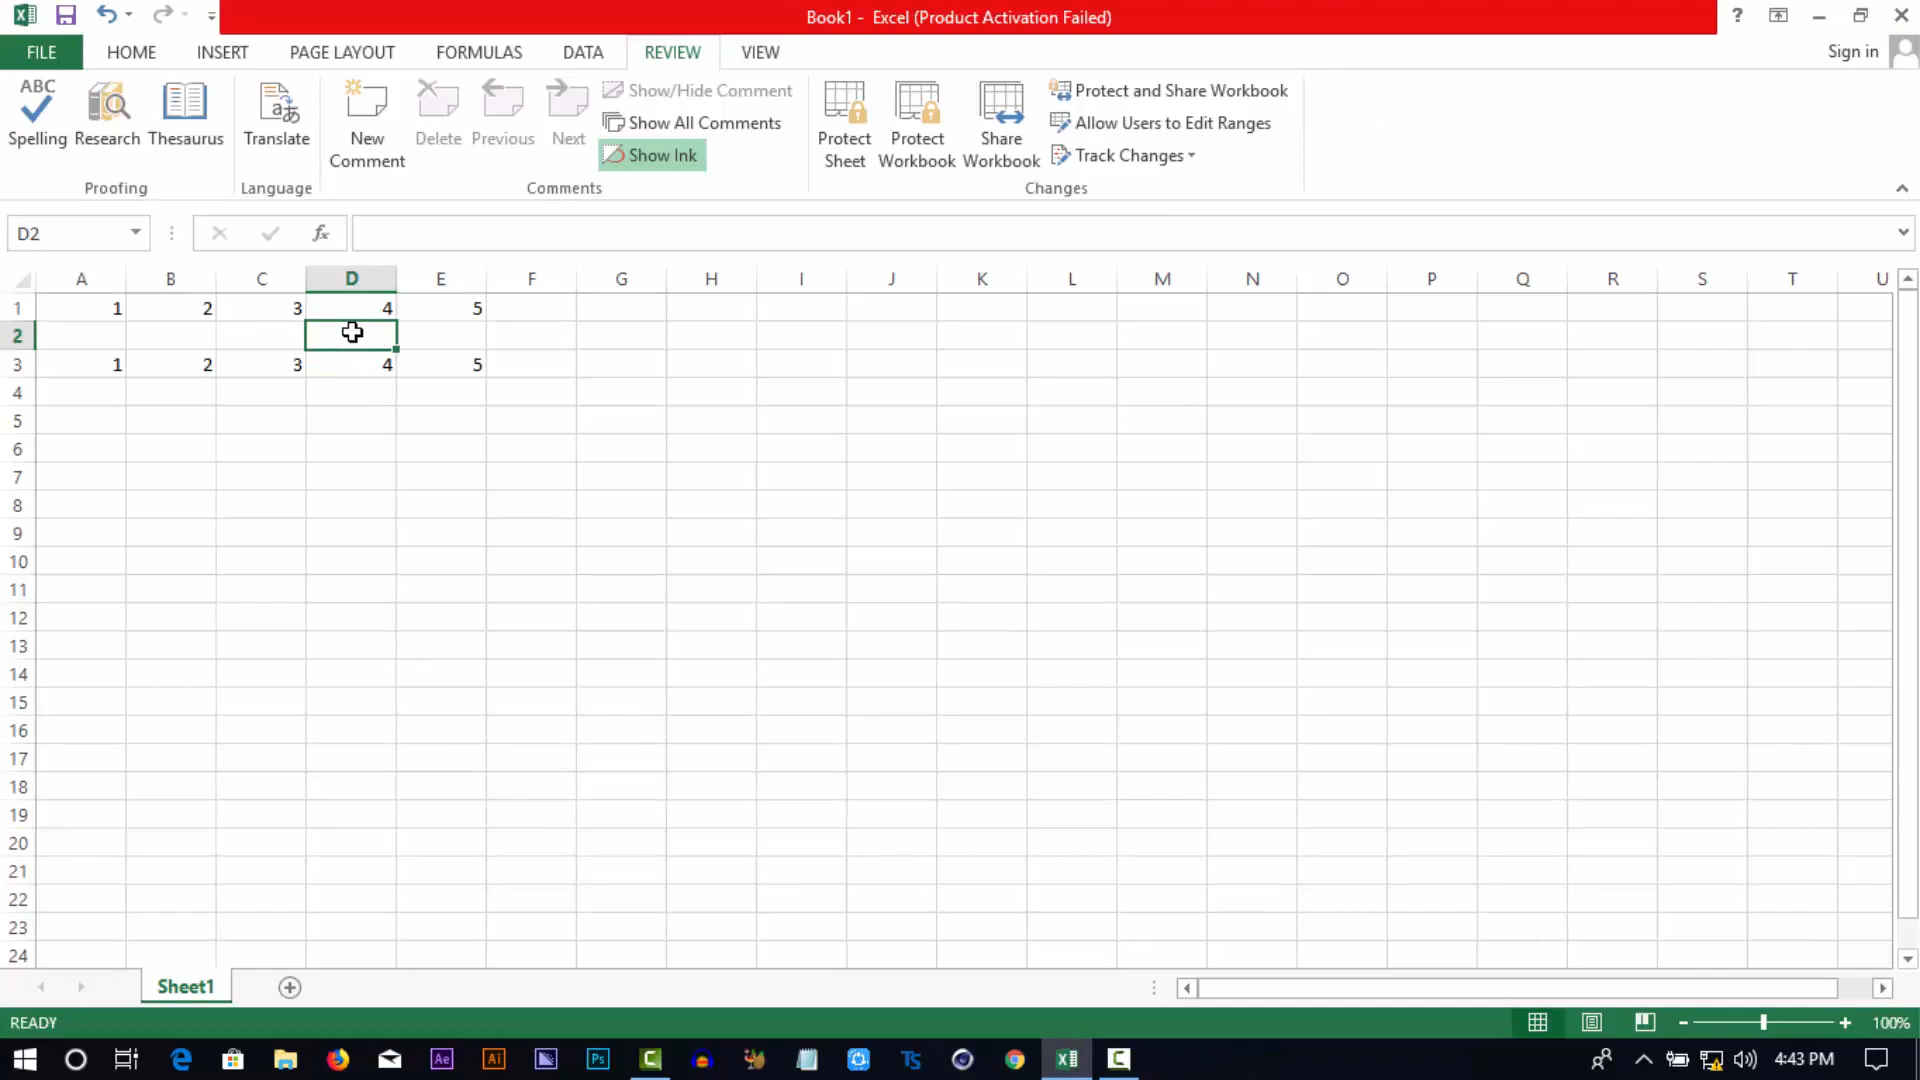 Book1 - Excel (Product Activation Failed)
?
FILE HOME INSERT PAGE LAYOUT FORMULAS DATA REVIEW VIEW Sign in
ABC
Spelling
Research
Thesaurus
Proofing
Translate
Language
New
Comment
Delete
Previous
Next
Show/Hide Comment
Show All Comments
Show Ink
Comments
Protect
Sheet
Protect
Workbook
Share
Workbook
Protect and Share Workbook
Allow Users to Edit Ranges
Track Changes
Changes
D2 fx
A B C D E F G H I J K L M N O P Q R S T U
1 1 2 3 4 5
2
3 1 2 3 4 5
4
5
6
7
8
9
10
11
12
13
14
15
16
17
18
19
20
21
22
23
24
Sheet1
READY 100%
Ae Ai Ps TS 4:43 PM